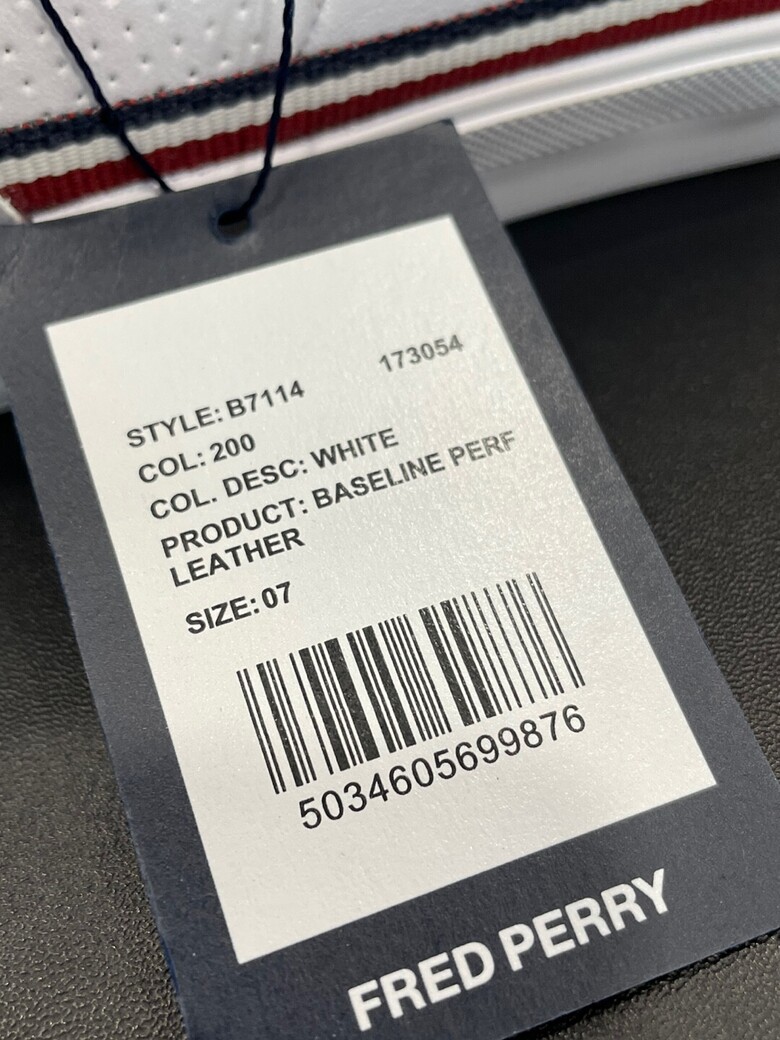 173054
STYLE: B7114
COL: 200
COL. DESC: WHITE
PRODUCT: BASELINE PERF
LEATHER
SIZE: 07
5034605699876
FRED PERRY